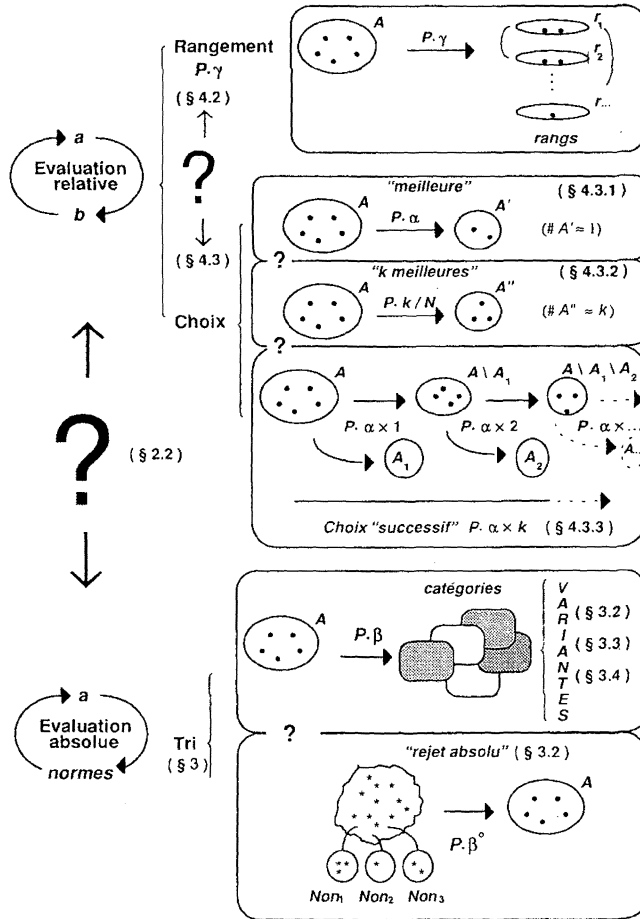 Rangement
P·γ
(§ 4.2)
A
P·γ
r1
r2
r...
rangs
a
Evaluation
relative
b
?
(§ 4.3)
Choix
"meilleure" (§ 4.3.1)
A
P·α
A'
(# A' ≈ 1)
?
"k meilleures" (§ 4.3.2)
A
P·k / N
A"
(# A" ≈ k)
?
A
A \ A1
A \ A1 \ A2
P·α × 1
P·α × 2
P·α × ...
A1
A2
A...
Choix "successif" P·α × k (§ 4.3.3)
?
(§ 2.2)
a
Evaluation
absolue
normes
Tri
(§ 3)
catégories
A
P·β
VARIANTES
(§ 3.2)
(§ 3.3)
(§ 3.4)
?
"rejet absolu" (§ 3.2)
A
P·β°
Non1 Non2 Non3